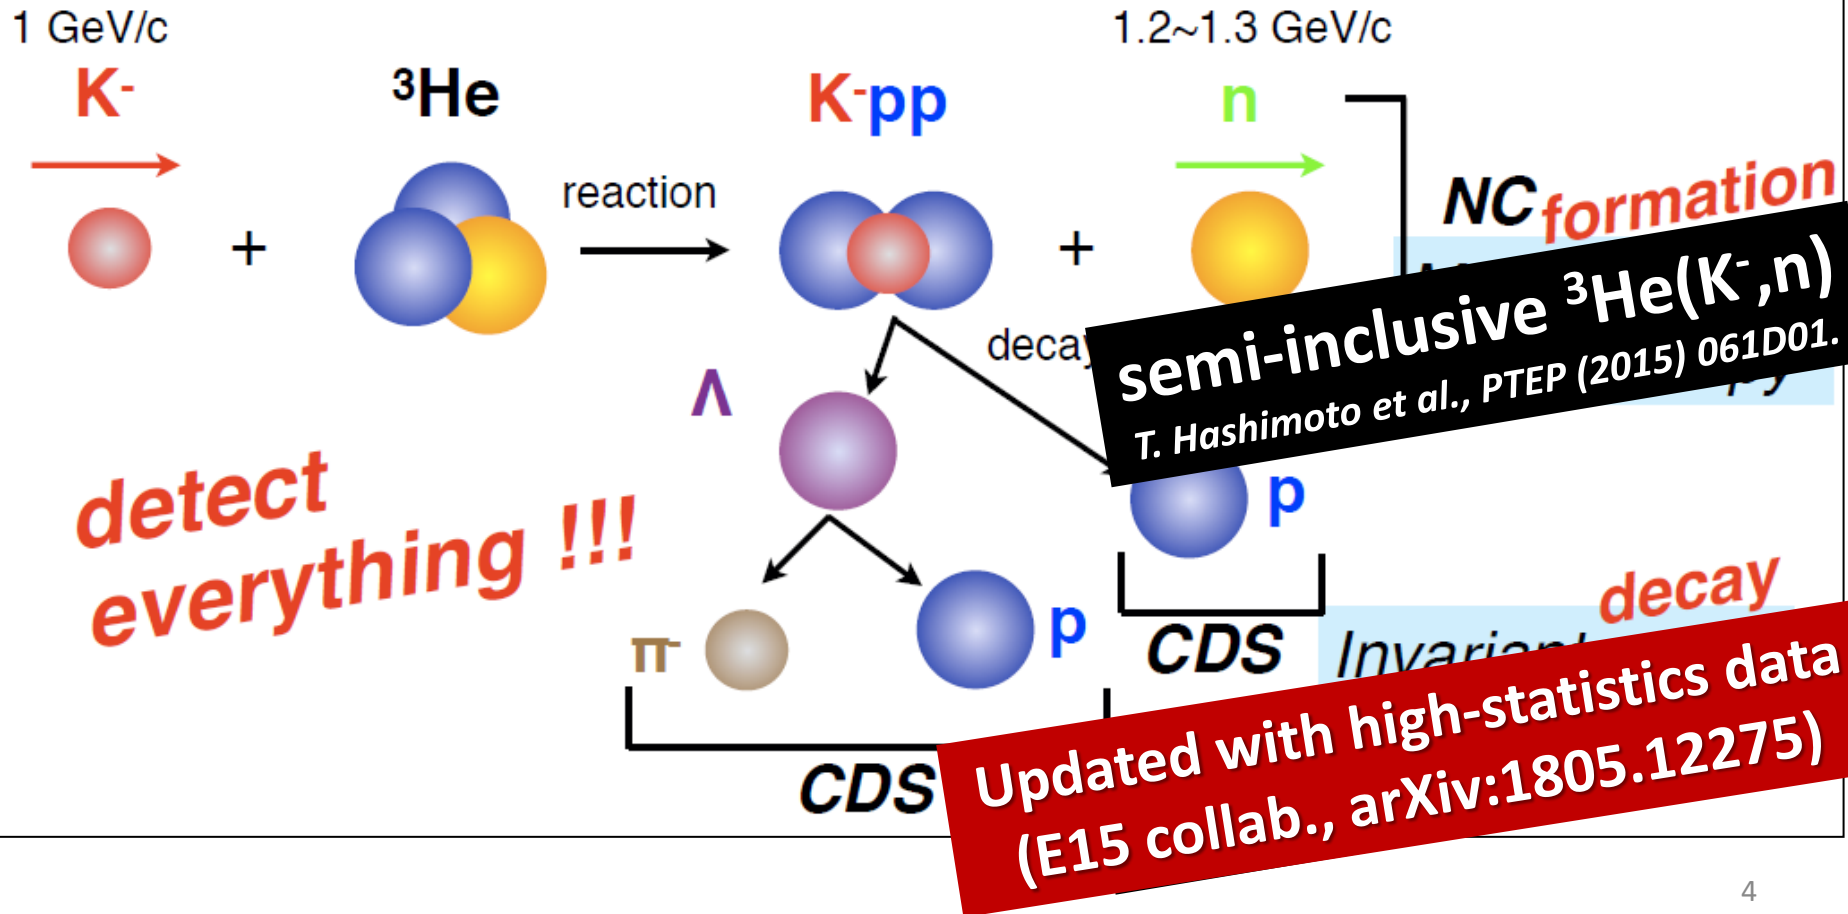 1 GeV/c
1.2~1.3 GeV/c
K-
³He
K-pp
n
reaction
+
+
NC
formation
decay
semi-inclusive ³He(K-,n)
T. Hashimoto et al., PTEP (2015) 061D01.
Λ
detect
everything !!!
p
π-
p
CDS
decay
CDS
Updated with high-statistics data
(E15 collab., arXiv:1805.12275)
4